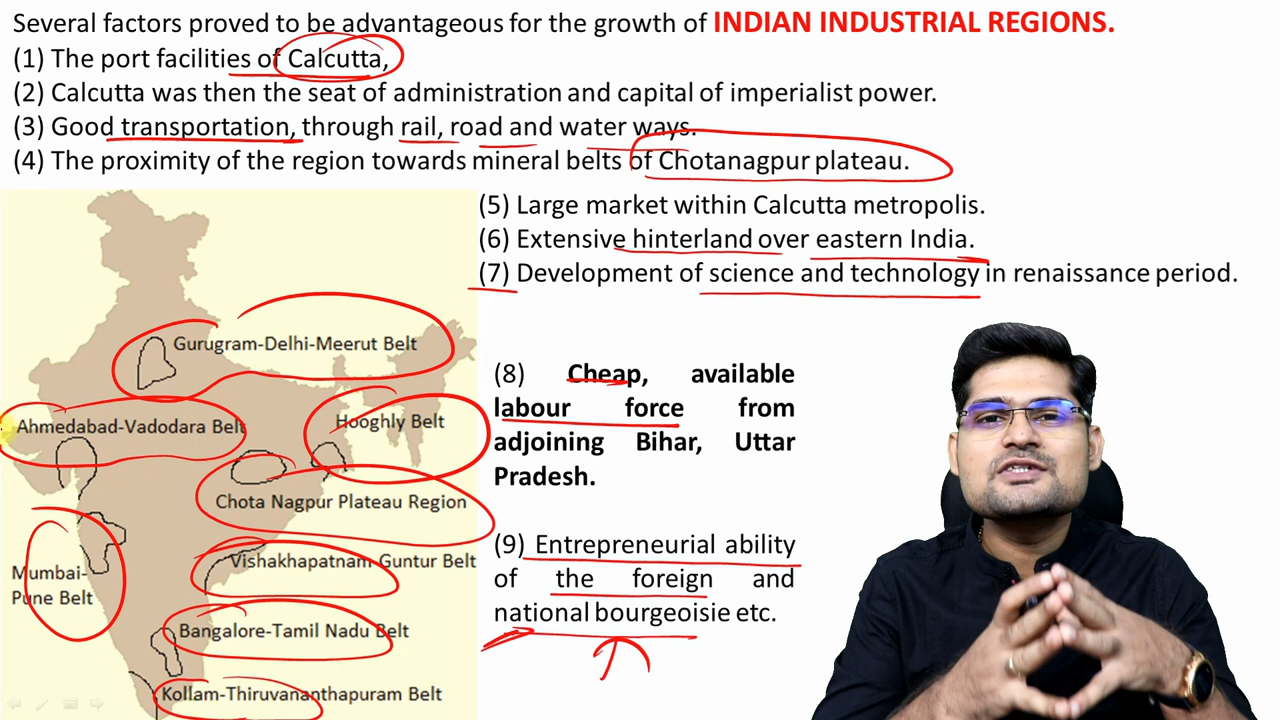 Several factors proved to be advantageous for the growth of INDIAN INDUSTRIAL REGIONS.
(1) The port facilities of Calcutta,
(2) Calcutta was then the seat of administration and capital of imperialist power.
(3) Good transportation, through rail, road and water ways.
(4) The proximity of the region towards mineral belts of Chotanagpur plateau.
(5) Large market within Calcutta metropolis.
(6) Extensive hinterland over eastern India.
(7) Development of science and technology in renaissance period.
(8) Cheap, available
labour force from
adjoining Bihar, Uttar
Pradesh.
(9) Entrepreneurial ability
of the foreign and
national bourgeoisie etc.
Gurugram-Delhi-Meerut Belt
Ahmedabad-Vadodara Belt
Hooghly Belt
Chota Nagpur Plateau Region
Vishakhapatnam-Guntur Belt
Mumbai-
Pune Belt
Bangalore-Tamil Nadu Belt
Kollam-Thiruvananthapuram Belt